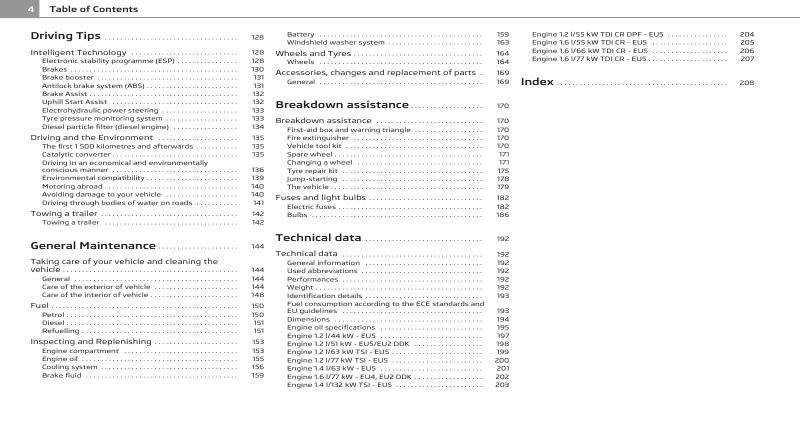 4 Table of Contents
Driving Tips 128
Intelligent Technology 128
Electronic stability programme (ESP) 128
Brakes 130
Brake booster 131
Antilock brake system (ABS) 131
Brake Assist 132
Uphill Start Assist 132
Electrohydraulic power steering 133
Tyre pressure monitoring system 133
Diesel particle filter (diesel engine) 134
Driving and the Environment 135
The first 1 500 kilometres and afterwards 135
Catalytic converter 135
Driving in an economical and environmentally
conscious manner 136
Environmental compatibility 139
Motoring abroad 140
Avoiding damage to your vehicle 140
Driving through bodies of water on roads 141
Towing a trailer 142
Towing a trailer 142
General Maintenance 144
Taking care of your vehicle and cleaning the
vehicle 144
General 144
Care of the exterior of vehicle 144
Care of the interior of vehicle 148
Fuel 150
Petrol 150
Diesel 151
Refuelling 151
Inspecting and Replenishing 153
Engine compartment 153
Engine oil 155
Cooling system 156
Brake fluid 159
Battery 159
Windshield washer system 163
Wheels and Tyres 164
Wheels 164
Accessories, changes and replacement of parts . 169
General 169
Breakdown assistance 170
Breakdown assistance 170
First-aid box and warning triangle 170
Fire extinguisher 170
Vehicle tool kit 170
Spare wheel 171
Changing a wheel 171
Tyre repair kit 175
Jump-starting 178
The vehicle 179
Fuses and light bulbs 182
Electric fuses 182
Bulbs 186
Technical data 192
Technical data 192
General information 192
Used abbreviations 192
Performances 192
Weight 192
Identification details 193
Fuel consumption according to the ECE standards and
EU guidelines 193
Dimensions 194
Engine oil specifications 195
Engine 1.2 l/44 kW - EU5 197
Engine 1.2 l/51 kW - EU5/EU2 DDK 198
Engine 1.2 l/63 kW TSI - EU5 199
Engine 1.2 l/77 kW TSI - EU5 200
Engine 1.4 l/63 kW - EU5 201
Engine 1.6 l/77 kW - EU4, EU2 DDK 202
Engine 1.4 l/132 kW TSI - EU5 203
Engine 1.2 l/55 kW TDI CR DPF - EU5 204
Engine 1.6 l/55 kW TDI CR - EU5 205
Engine 1.6 l/66 kW TDI CR - EU5 206
Engine 1.6 l/77 kW TDI CR - EU5 207
Index 208